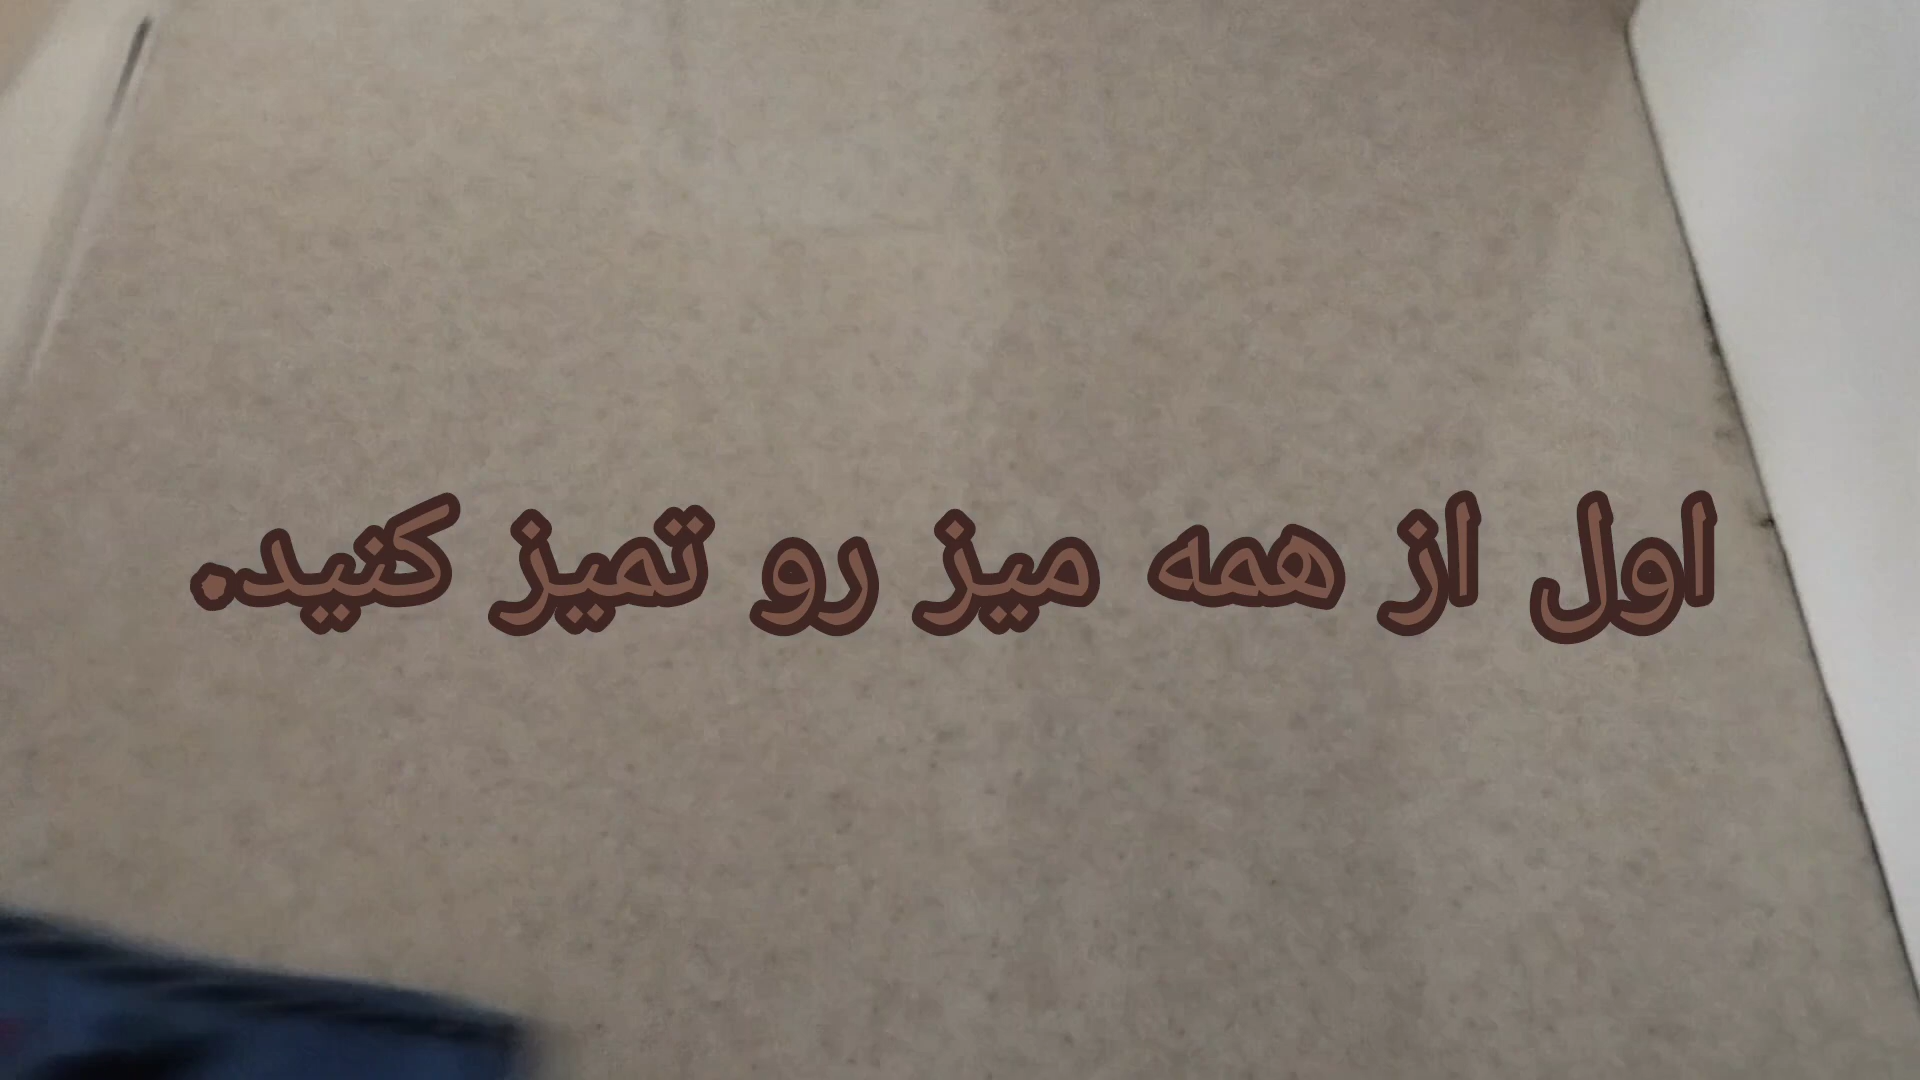 اول از همه میز رو تمیز کنید.